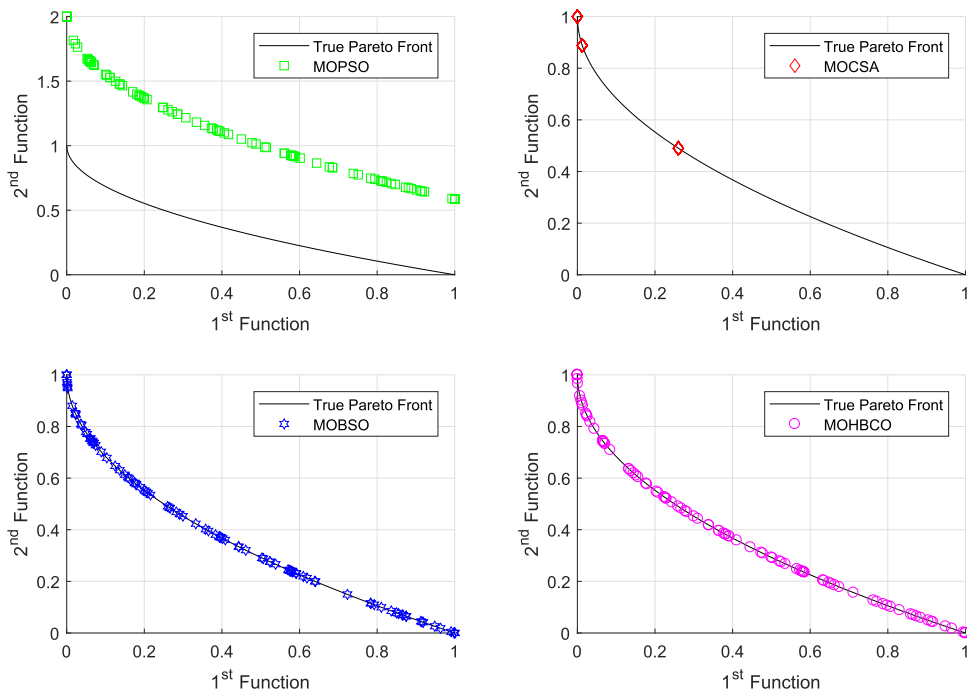 2
1.5
1
0.5
0
0 0.2 0.4 0.6 0.8 1
2nd Function
1st Function
True Pareto Front
MOPSO
1
0.8
0.6
0.4
0.2
0
0 0.2 0.4 0.6 0.8 1
2nd Function
1st Function
True Pareto Front
MOCSA
1
0.8
0.6
0.4
0.2
0
0 0.2 0.4 0.6 0.8 1
2nd Function
1st Function
True Pareto Front
MOBSO
1
0.8
0.6
0.4
0.2
0
0 0.2 0.4 0.6 0.8 1
2nd Function
1st Function
True Pareto Front
MOHBCO